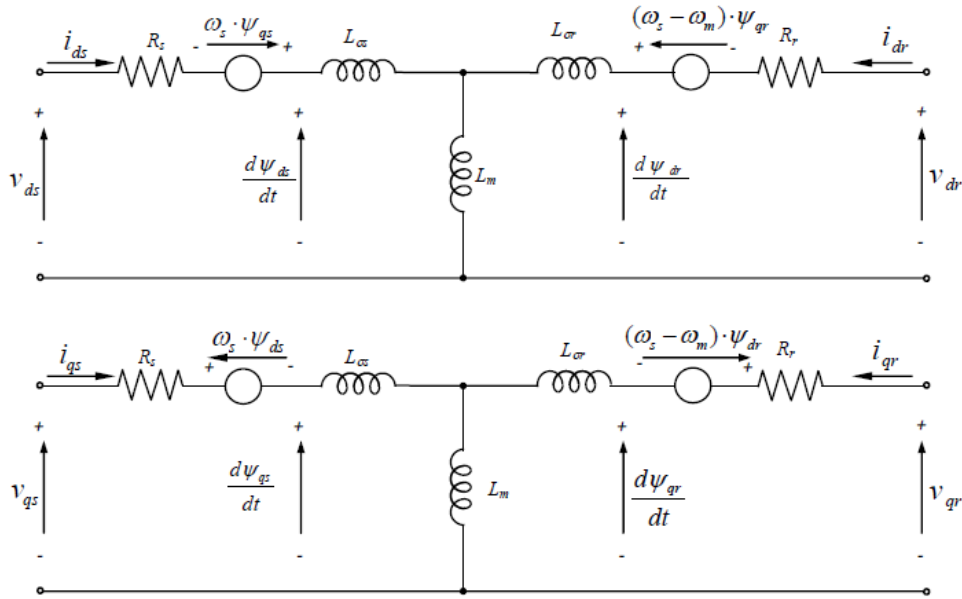 i_ds R_s - ω_s · ψ_qs + L_σs L_σr + (ω_s − ω_m) · ψ_qr - R_r i_dr
+ + + +
v_ds dψ_ds/dt L_m dψ_dr/dt v_dr
- - - -
i_qs R_s + ω_s · ψ_ds - L_σs L_σr - (ω_s − ω_m) · ψ_dr + R_r i_qr
+ + + +
v_qs dψ_qs/dt L_m dψ_qr/dt v_qr
- - - -